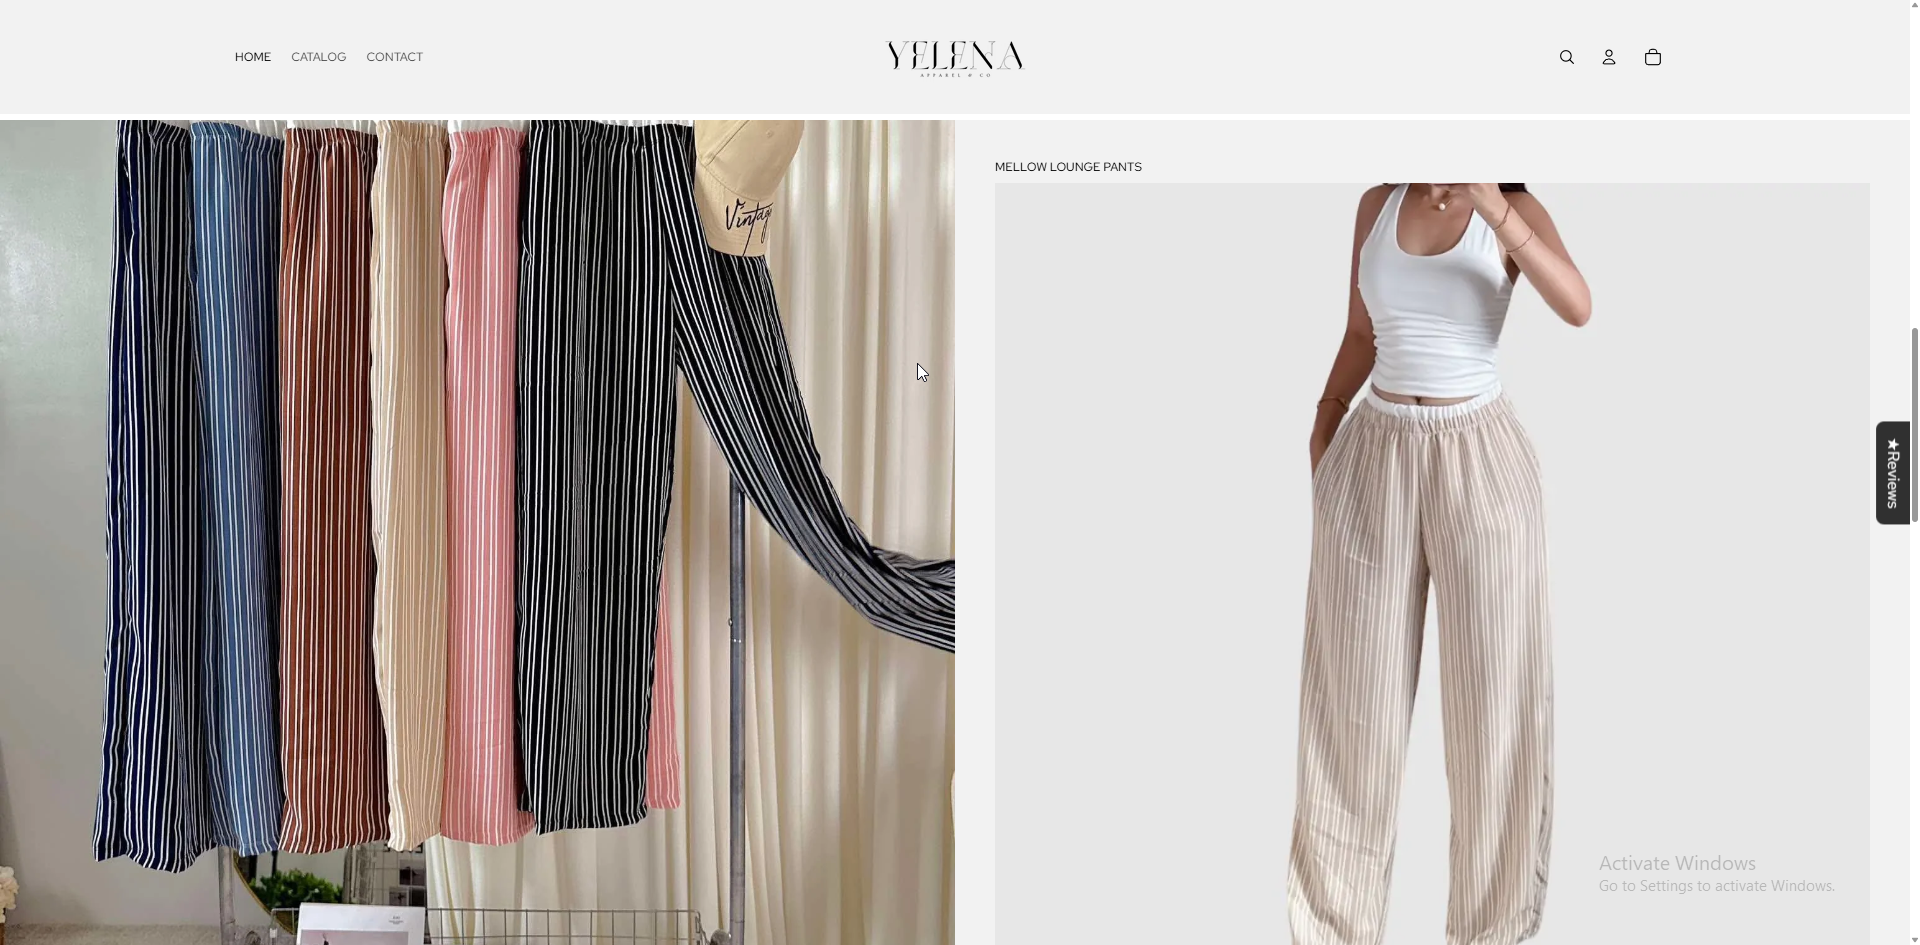 HOME CATALOG CONTACT
YELENA
APPAREL & CO
MELLOW LOUNGE PANTS
Vintage
★Reviews
Activate Windows
Go to Settings to activate Windows.